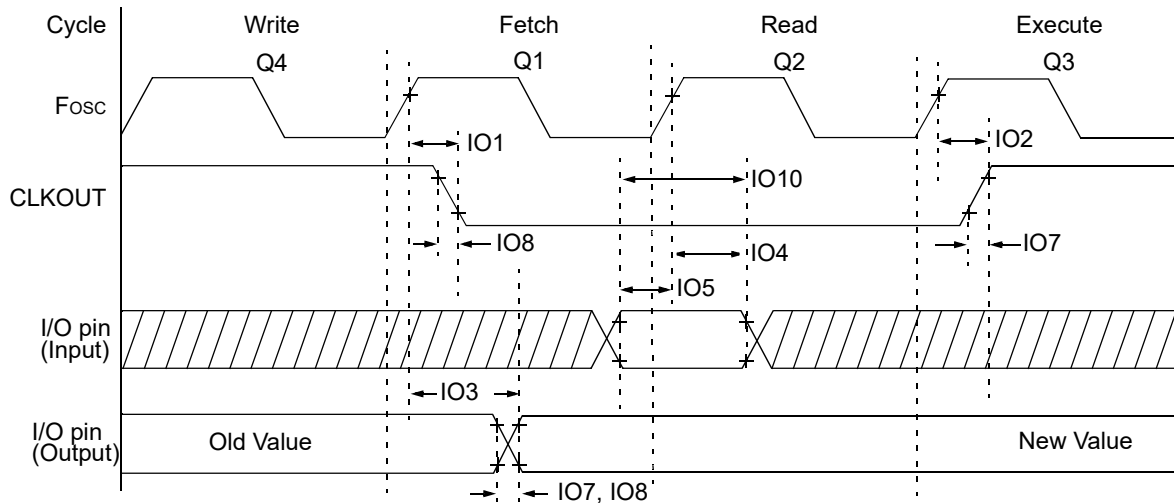 Cycle Write Fetch Read Execute
Q4 Q1 Q2 Q3
Fosc
IO1 IO2
CLKOUT
IO10
IO8 IO4 IO7
IO5
I/O pin
(Input)
IO3
I/O pin
(Output)
Old Value New Value
IO7, IO8